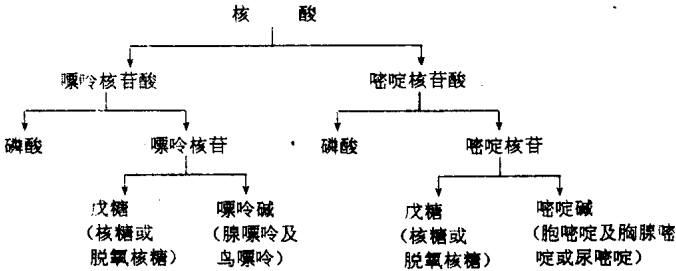 核 酸
嘌呤核苷酸 嘧啶核苷酸
磷酸 嘌呤核苷 磷酸 嘧啶核苷
戊糖 嘌呤碱 戊糖 嘧啶碱
(核糖或 (腺嘌呤及 (核糖或 (胞嘧啶及胸腺嘧
脱氧核糖) 鸟嘌呤) 脱氧核糖) 啶或尿嘧啶)